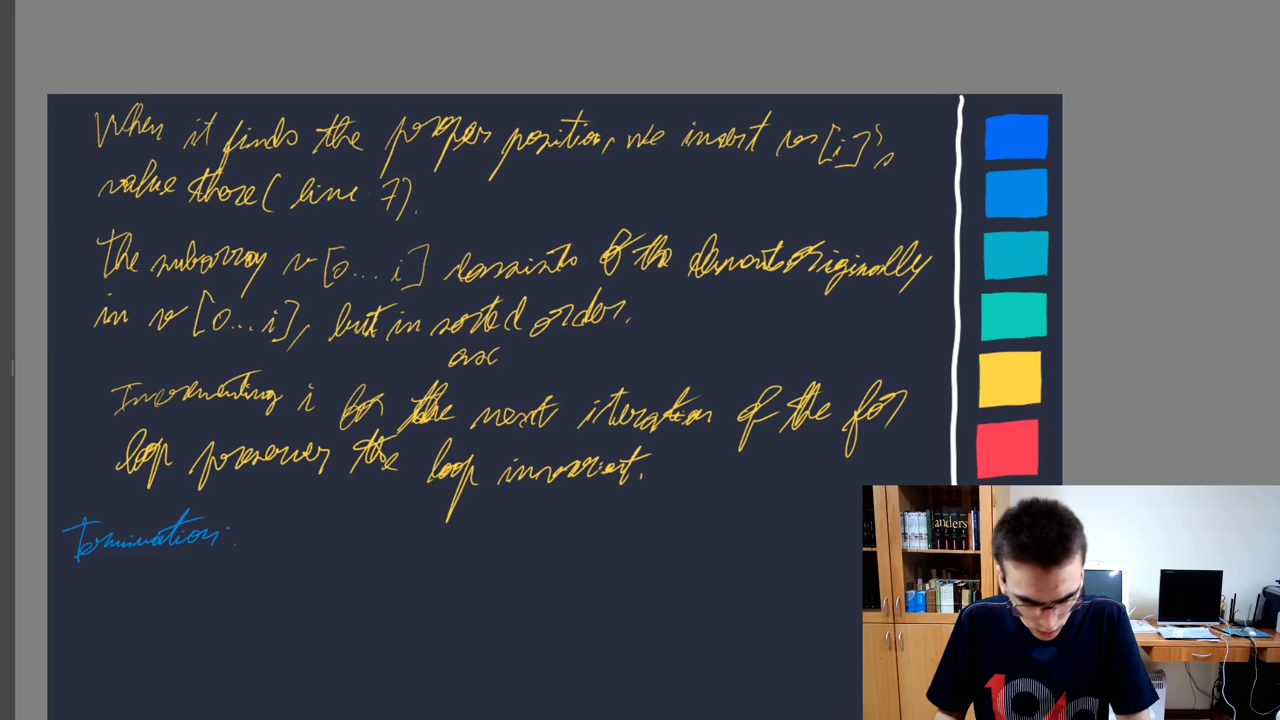 When it finds the proper position, we insert v[i]'s
value there (line 7).
The subarray v[0...i] consists of the elements originally
in v[0...i], but in sorted order.
asc
Incrementing i for the next iteration of the for
loop preserves the loop invariant.
Termination:
anders